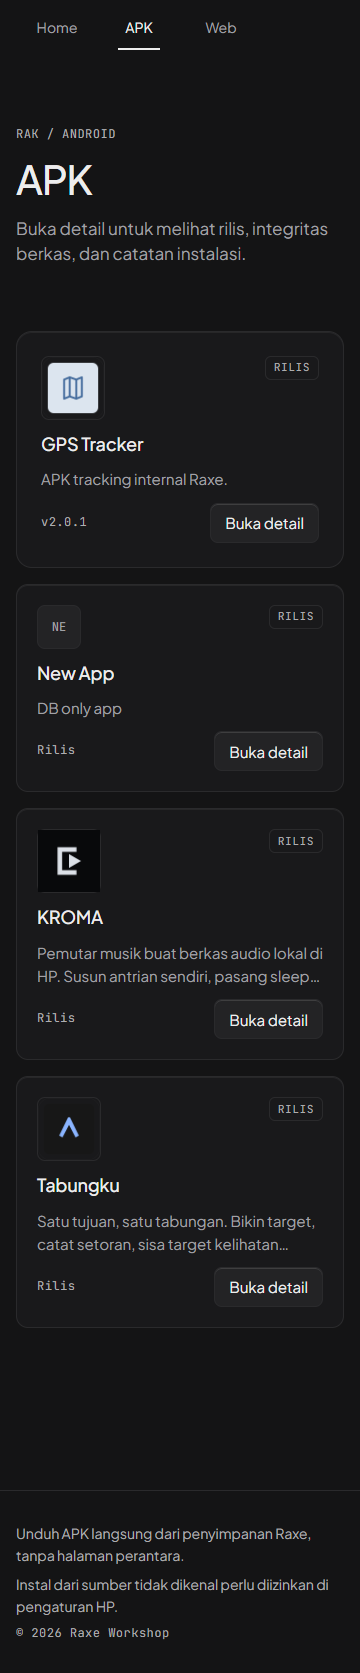 Home APK Web
RAK / ANDROID
APK
Buka detail untuk melihat rilis, integritas
berkas, dan catatan instalasi.
RILIS
GPS Tracker
APK tracking internal Raxe.
v2.0.1
Buka detail
NE
RILIS
New App
DB only app
Rilis
Buka detail
RILIS
KROMA
Pemutar musik buat berkas audio lokal di
HP. Susun antrian sendiri, pasang sleep…
Rilis
Buka detail
RILIS
Tabungku
Satu tujuan, satu tabungan. Bikin target,
catat setoran, sisa target kelihatan…
Rilis
Buka detail
Unduh APK langsung dari penyimpanan Raxe,
tanpa halaman perantara.
Instal dari sumber tidak dikenal perlu diizinkan di
pengaturan HP.
© 2026 Raxe Workshop